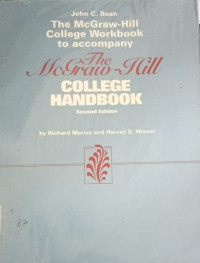 John C. Bean
The McGraw-Hill
College Workbook
to accompany
The
McGraw-Hill
COLLEGE
HANDBOOK
Second Edition
by Richard Marius and Harvey S. Wiener
67